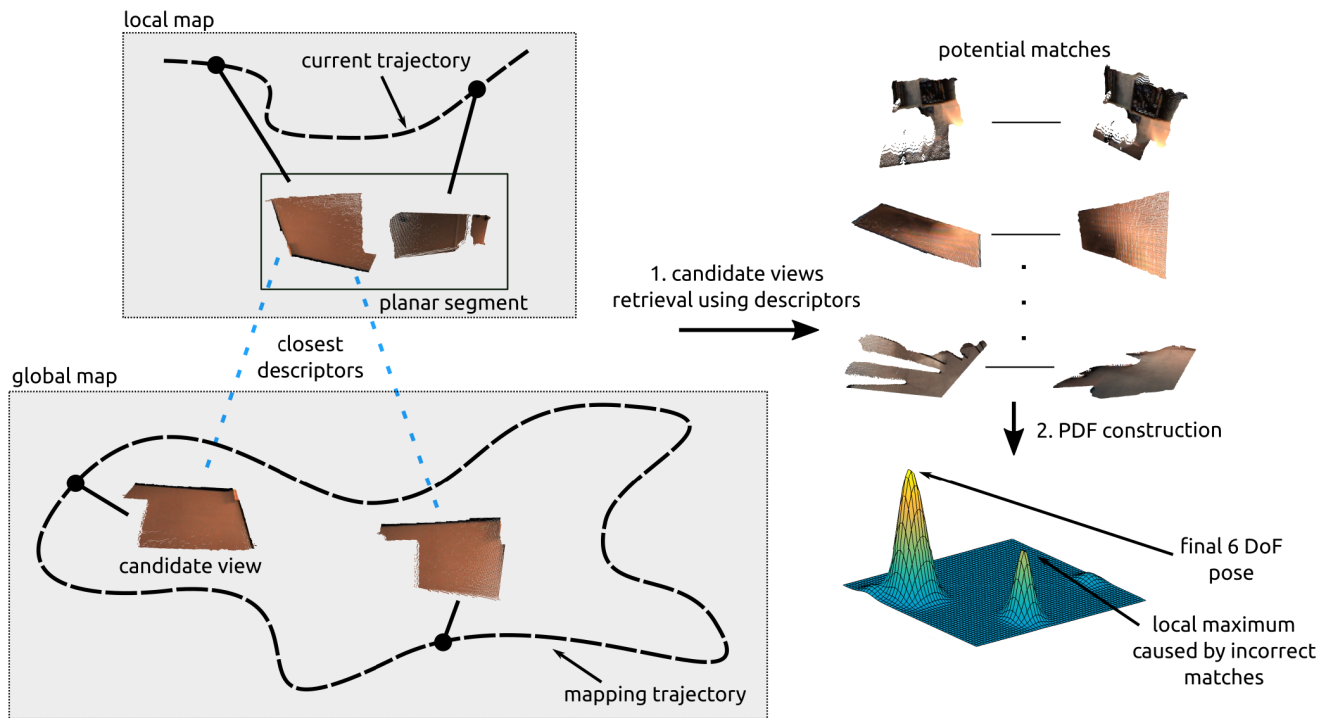 local map
current trajectory
planar segment
closest
descriptors
global map
candidate view
mapping trajectory
1. candidate views
retrieval using descriptors
potential matches
2. PDF construction
final 6 DoF
pose
local maximum
caused by incorrect
matches